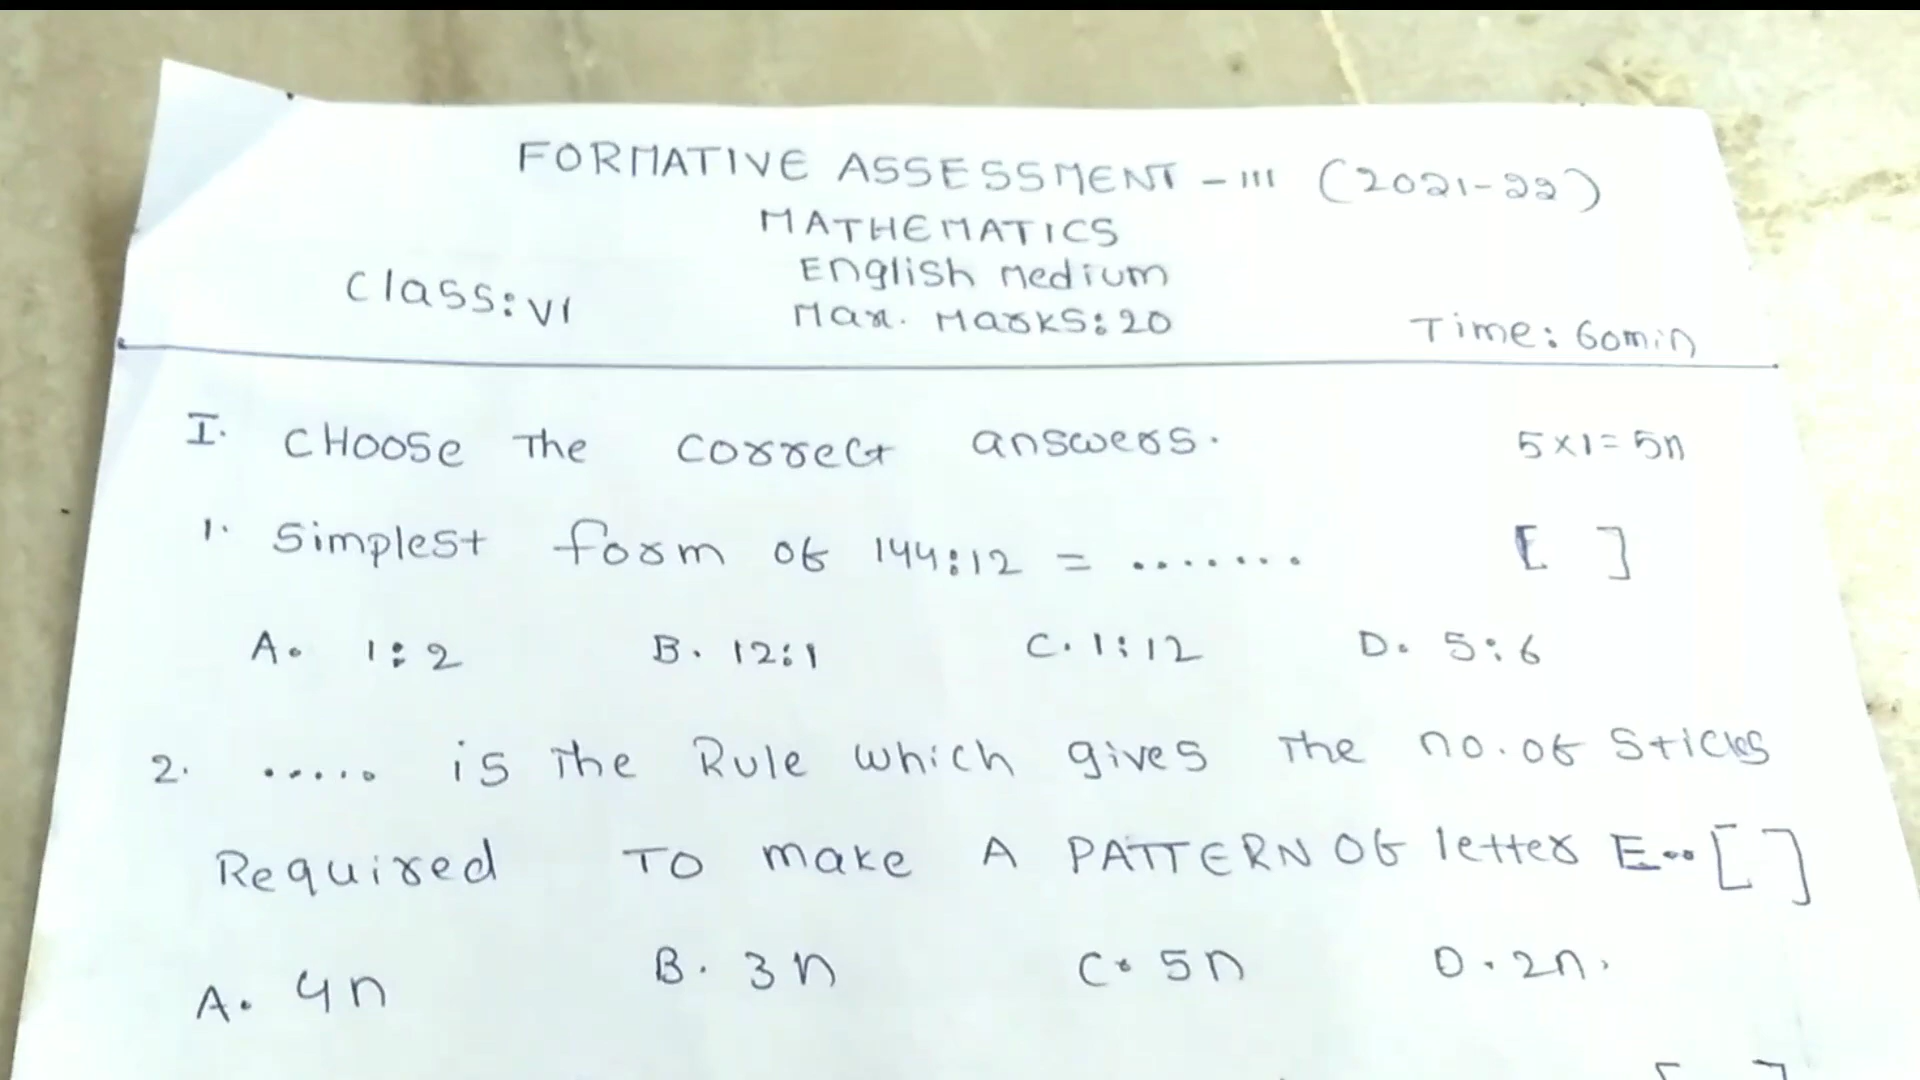 FORMATIVE ASSESSMENT - III (2021-22)
MATHEMATICS
English Medium
Class: VI
Max. Marks: 20
Time: 60min
I. CHOOSE The correct answers. 5x1=5n
1. Simplest form of 144:12 = ....... [ ]
A. 1:2 B. 12:1 C. 1:12 D. 5:6
2. ..... is The Rule which gives The no. of Sticks
Required TO make A PATTERN OF letter E.. [ ]
A. 4n B. 3n C. 5n D. 2n.